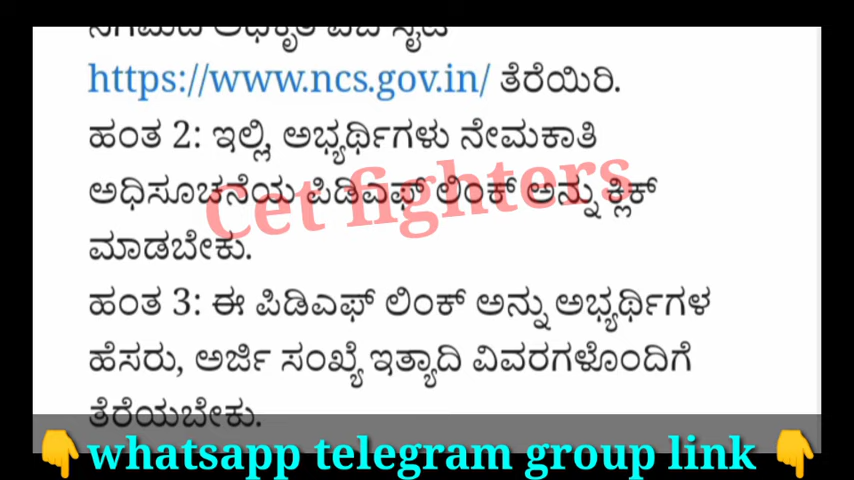 https://www.ncs.gov.in/ ತೆರೆಯಿರಿ.
ಹಂತ 2: ಇಲ್ಲಿ, ಅಭ್ಯರ್ಥಿಗಳು ನೇಮಕಾತಿ
ಅಧಿಸೂಚನೆಯ ಪಿಡಿಎಫ್ ಲಿಂಕ್ ಅನ್ನು ಕ್ಲಿಕ್
Cet fighters
ಮಾಡಬೇಕು.
ಹಂತ 3: ಈ ಪಿಡಿಎಫ್ ಲಿಂಕ್ ಅನ್ನು ಅಭ್ಯರ್ಥಿಗಳ
ಹೆಸರು, ಅರ್ಜಿ ಸಂಖ್ಯೆ ಇತ್ಯಾದಿ ವಿವರಗಳೊಂದಿಗೆ
ತೆರೆಯಬೇಕು.
whatsapp telegram group link